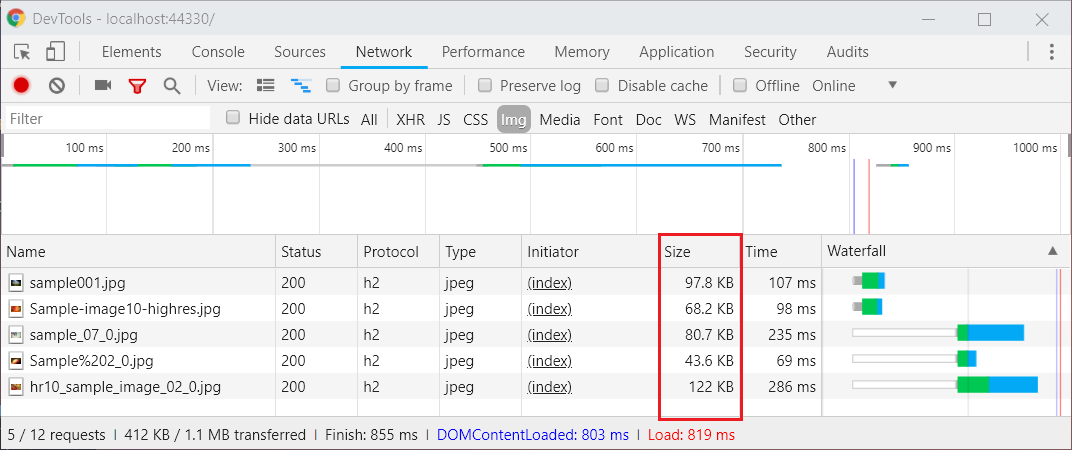 DevTools - localhost:44330/
Elements Console Sources Network Performance Memory Application Security Audits
View: Group by frame Preserve log Disable cache Offline Online
Filter Hide data URLs All XHR JS CSS Img Media Font Doc WS Manifest Other
100 ms 200 ms 300 ms 400 ms 500 ms 600 ms 700 ms 800 ms 900 ms 1000 ms
Name Status Protocol Type Initiator Size Time Waterfall
sample001.jpg 200 h2 jpeg (index) 97.8 KB 107 ms
Sample-image10-highres.jpg 200 h2 jpeg (index) 68.2 KB 98 ms
sample_07_0.jpg 200 h2 jpeg (index) 80.7 KB 235 ms
Sample%202_0.jpg 200 h2 jpeg (index) 43.6 KB 69 ms
hr10_sample_image_02_0.jpg 200 h2 jpeg (index) 122 KB 286 ms
5 / 12 requests | 412 KB / 1.1 MB transferred | Finish: 855 ms | DOMContentLoaded: 803 ms | Load: 819 ms